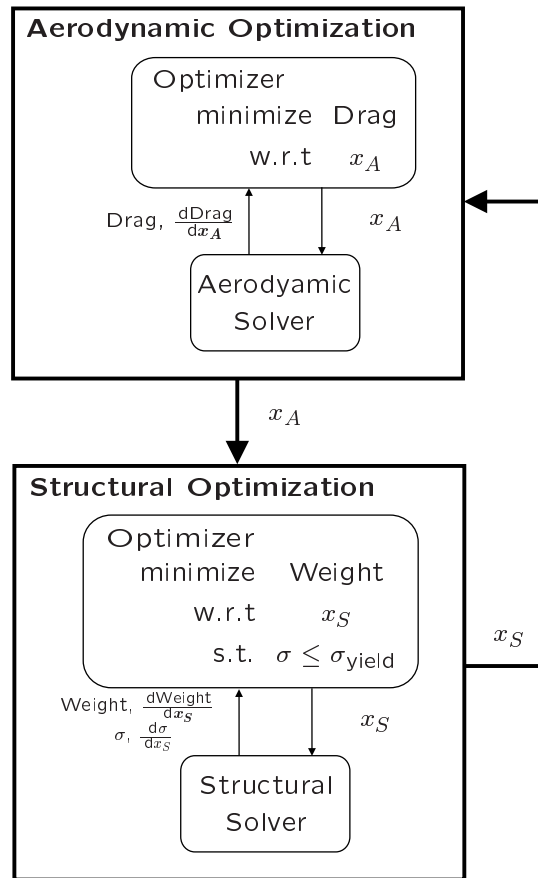 Aerodynamic Optimization
Optimizer
minimize Drag
w.r.t x_A
Drag, dDrag/dx_A
x_A
Aerodyamic
Solver
x_A
Structural Optimization
Optimizer
minimize Weight
w.r.t x_S
s.t. σ ≤ σ_yield
x_S
Weight, dWeight/dx_S
σ, dσ/dx_S
x_S
Structural
Solver